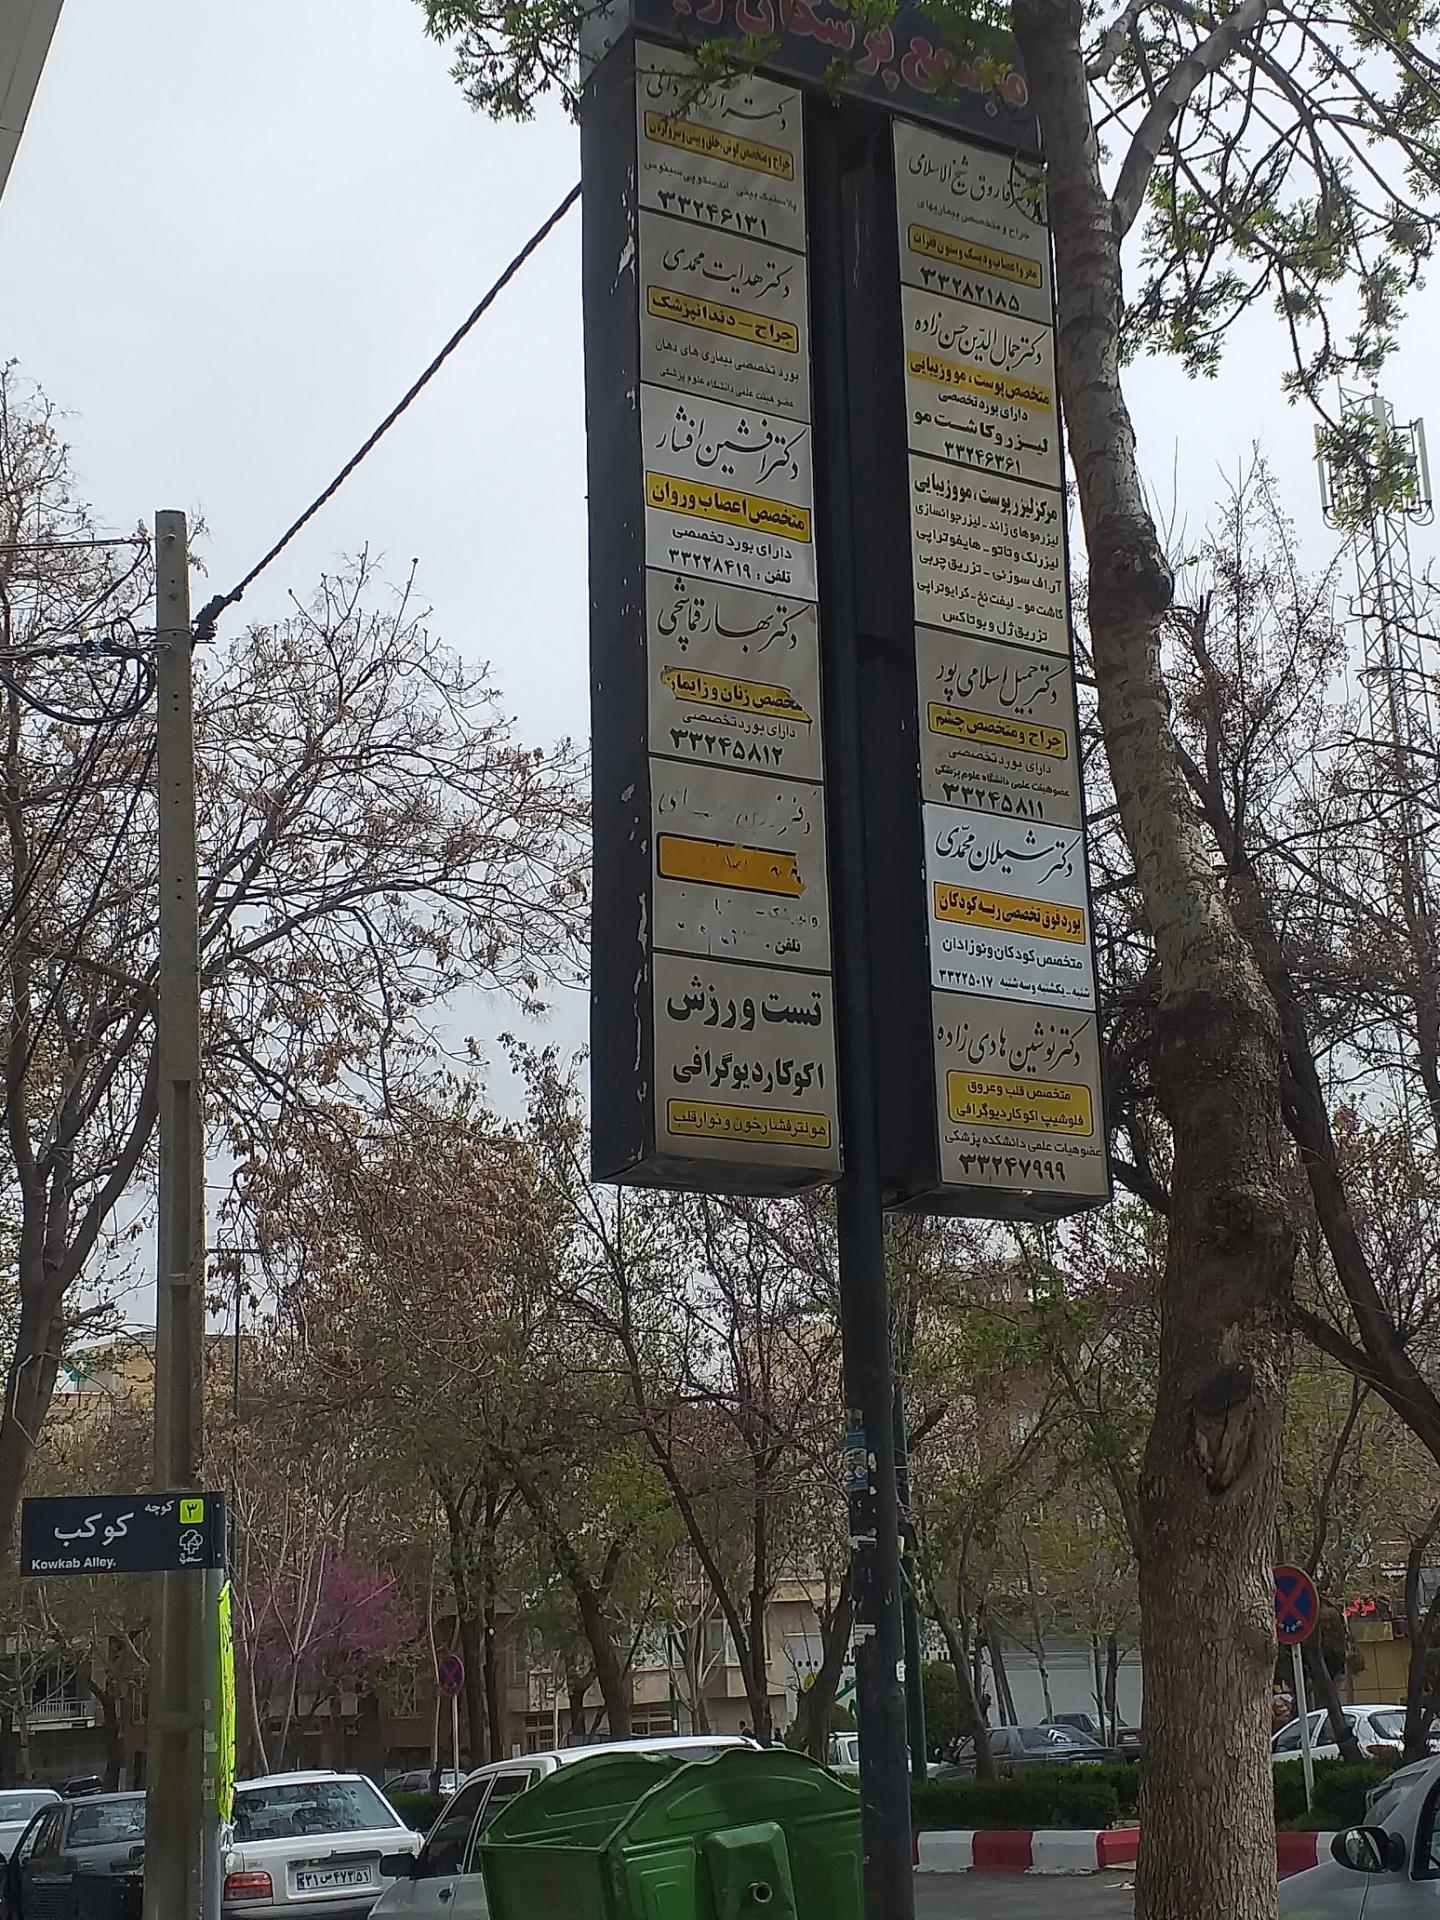 مجتمع پزشکان
دکتر
جراح و متخصص گوش، حلق و بینی و سر و گردن
پلاستیک بینی - اندسکوپی سینوس
۳۳۲۴۶۱۳۱
دکتر هدایت محمدی
جراح - دندانپزشک
بورد تخصصی بیماری های دهان
عضو هیئت علمی دانشگاه علوم پزشکی
دکتر افشین افشار
متخصص اعصاب و روان
دارای بورد تخصصی
تلفن : ۳۳۲۲۸۴۱۹
دکتر بهار
متخصص زنان و زایمان
دارای بورد تخصصی
۳۳۲۴۵۸۱۲
تلفن
تست ورزش
اکوکاردیوگرافی
هولتر فشار خون و نوار قلب
دکتر فاروق شیخ الاسلامی
جراح و متخصص بیماریهای
مغز و اعصاب و دیسک و ستون فقرات
۳۳۲۸۲۱۸۵
دکتر جمال الدین حسن زاده
متخصص پوست، مو و زیبایی
دارای بورد تخصصی
لیزر و کاشت مو
۳۳۲۴۶۳۶۱
مرکز لیزر پوست، مو و زیبایی
لیزر موهای زائد - لیزر جوانسازی
لیزر لک و تاتو - هایفوتراپی
آر اف سوزنی - تزریق چربی
کاشت مو - لیفت نخ - کرایوتراپی
تزریق ژل و بوتاکس
دکتر جمیل اسلامی پور
جراح و متخصص چشم
دارای بورد تخصصی
عضو هیئت علمی دانشگاه علوم پزشکی
۳۳۲۴۵۸۱۱
دکتر شیلان محمدی
بورد فوق تخصصی ریه کودکان
متخصص کودکان و نوزادان
شنبه - یکشنبه و سه شنبه ۳۳۲۲۵۰۱۷
دکتر نوشین هادی زاده
متخصص قلب و عروق
فلوشیپ اکوکاردیوگرافی
عضو هیات علمی دانشکده پزشکی
۳۳۲۴۷۹۹۹
۳ کوچه
کوکب
Kowkab Alley.